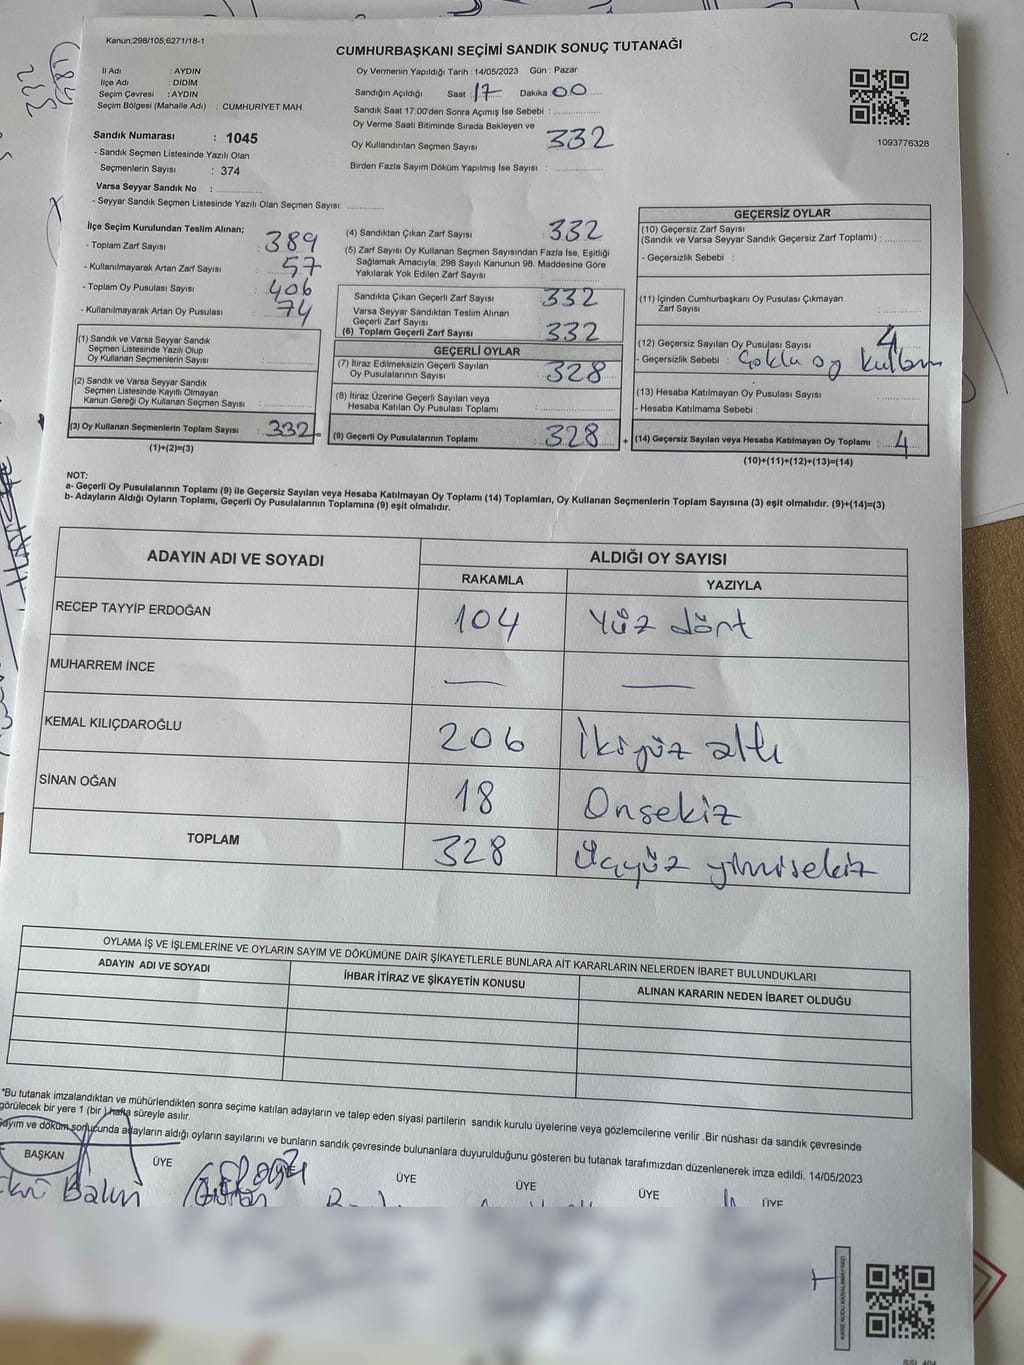 Kanun;298/105;6271/18-1
C/2
CUMHURBAŞKANI SEÇİMİ SANDIK SONUÇ TUTANAĞI
İl Adı : AYDIN
İlçe Adı : DİDİM
Seçim Çevresi : AYDIN
Seçim Bölgesi (Mahalle Adı) : CUMHURİYET MAH.
Sandık Numarası : 1045
- Sandık Seçmen Listesinde Yazılı Olan
Seçmenlerin Sayısı : 374
Varsa Seyyar Sandık No :
- Seyyar Sandık Seçmen Listesinde Yazılı Olan Seçmen Sayısı:
Oy Vermenin Yapıldığı Tarih : 14/05/2023 Gün : Pazar
Sandığın Açıldığı Saat : 17 Dakika : 00
Sandık Saat 17:00'den Sonra Açımış İse Sebebi :
Oy Verme Saati Bitiminde Sırada Bekleyen ve
Oy Kullandırılan Seçmen Sayısı 332
Birden Fazla Sayım Döküm Yapılmış İse Sayısı :
1093776328
İlçe Seçim Kurulundan Teslim Alınan;
- Toplam Zarf Sayısı : 389
- Kullanılmayarak Artan Zarf Sayısı : 57
- Toplam Oy Pusulası Sayısı : 406
- Kullanılmayarak Artan Oy Pusulası : 74
(1) Sandık ve Varsa Seyyar Sandık
Seçmen Listesinde Yazılı Olup
Oy Kullanan Seçmenlerin Sayısı :
(2) Sandık ve Varsa Seyyar Sandık
Seçmen Listesinde Kayıtlı Olmayan
Kanun Gereği Oy Kullanan Seçmen Sayısı :
(3) Oy Kullanan Seçmenlerin Toplam Sayısı : 332
(1)+(2)=(3)
(4) Sandıktan Çıkan Zarf Sayısı : 332
(5) Zarf Sayısı Oy Kullanan Seçmen Sayısından Fazla İse, Eşitliği
Sağlamak Amacıyla; 298 Sayılı Kanunun 98. Maddesine Göre
Yakılarak Yok Edilen Zarf Sayısı :
Sandıkta Çıkan Geçerli Zarf Sayısı : 332
Varsa Seyyar Sandıktan Teslim Alınan
Geçerli Zarf Sayısı :
(6) Toplam Geçerli Zarf Sayısı : 332
GEÇERLİ OYLAR
(7) İtiraz Edilmeksizin Geçerli Sayılan
Oy Pusulalarının Sayısı : 328
(8) İtiraz Üzerine Geçerli Sayılan veya
Hesaba Katılan Oy Pusulası Toplamı :
(9) Geçerli Oy Pusulalarının Toplamı : 328 +
GEÇERSİZ OYLAR
(10) Geçersiz Zarf Sayısı
(Sandık ve Varsa Seyyar Sandık Geçersiz Zarf Toplamı) :
- Geçersizlik Sebebi :
(11) İçinden Cumhurbaşkanı Oy Pusulası Çıkmayan
Zarf Sayısı :
(12) Geçersiz Sayılan Oy Pusulası Sayısı : 4
- Geçersizlik Sebebi : Çoklu oy kullanım
(13) Hesaba Katılmayan Oy Pusulası Sayısı :
- Hesaba Katılmama Sebebi :
(14) Geçersiz Sayılan veya Hesaba Katılmayan Oy Toplamı : 4
(10)+(11)+(12)+(13)=(14)
NOT:
a- Geçerli Oy Pusulalarının Toplamı (9) ile Geçersiz Sayılan veya Hesaba Katılmayan Oy Toplamı (14) Toplamları, Oy Kullanan Seçmenlerin Toplam Sayısına (3) eşit olmalıdır. (9)+(14)=(3)
b- Adayların Aldığı Oyların Toplamı, Geçerli Oy Pusulalarının Toplamına (9) eşit olmalıdır.
ADAYIN ADI VE SOYADI ALDIĞI OY SAYISI
RAKAMLA YAZIYLA
RECEP TAYYİP ERDOĞAN 104 Yüz dört
MUHARREM İNCE — —
KEMAL KILIÇDAROĞLU 206 İkiyüz altı
SİNAN OĞAN 18 Onsekiz
TOPLAM 328 Üçyüz yirmisekiz
OYLAMA İŞ VE İŞLEMLERİNE VE OYLARIN SAYIM VE DÖKÜMÜNE DAİR ŞİKAYETLERLE BUNLARA AİT KARARLARIN NELERDEN İBARET BULUNDUKLARI
ADAYIN ADI VE SOYADI İHBAR İTİRAZ VE ŞİKAYETİN KONUSU ALINAN KARARIN NEDEN İBARET OLDUĞU
*Bu tutanak imzalandıktan ve mühürlendikten sonra seçime katılan adayların ve talep eden siyasi partilerin sandık kurulu üyelerine veya gözlemcilerine verilir .Bir nüshası da sandık çevresinde
görülecek bir yere 1 (bir ) hafta süreyle asılır.
Sayım ve döküm sonucunda adayların aldığı oyların sayılarını ve bunların sandık çevresinde bulunanlara duyurulduğunu gösteren bu tutanak tarafımızdan düzenlenerek imza edildi. 14/05/2023
BAŞKAN ÜYE ÜYE ÜYE ÜYE ÜYE
KARE KODU KARALAMAYINIZ!